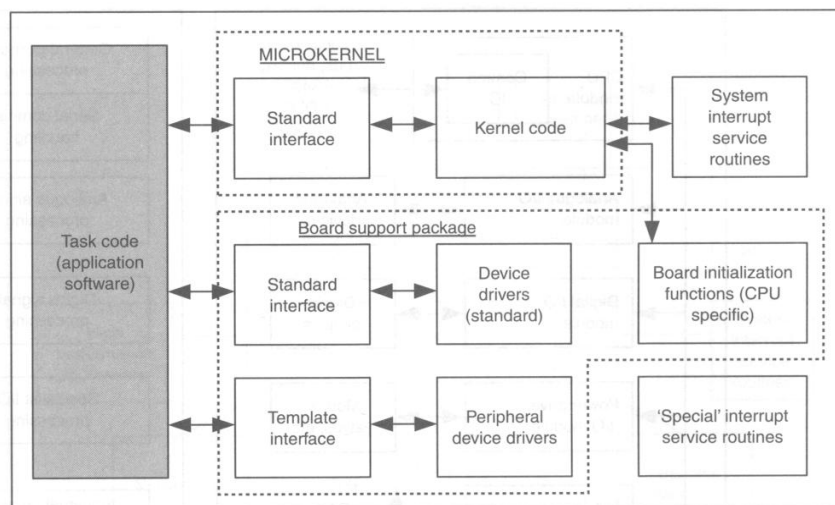 MICROKERNEL
Standard
interface
Kernel code
System
interrupt
service
routines
Task code
(application
software)
Board support package
Standard
interface
Device
drivers
(standard)
Board initialization
functions (CPU
specific)
Template
interface
Peripheral
device drivers
'Special' interrupt
service routines